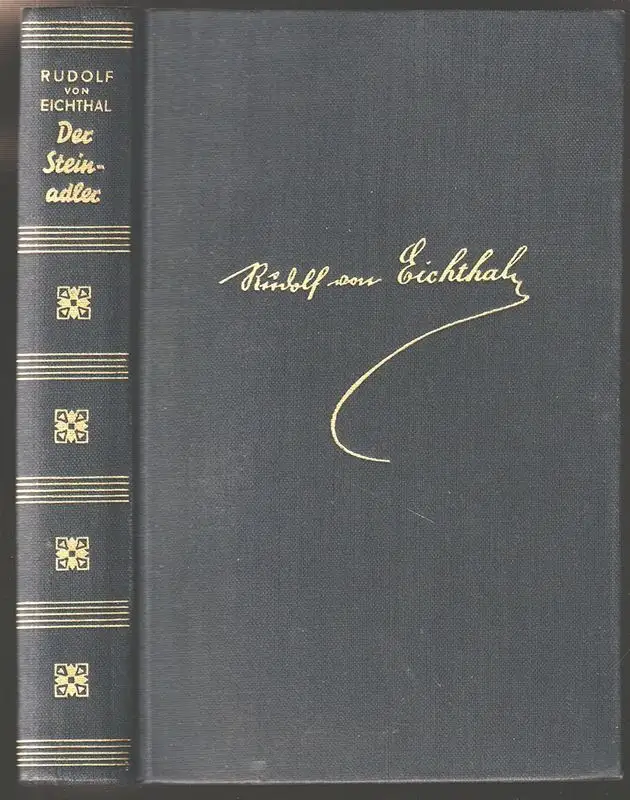 RUDOLF
VON
EICHTHAL
Der
Stein-
adler
Rudolf von Eichthal